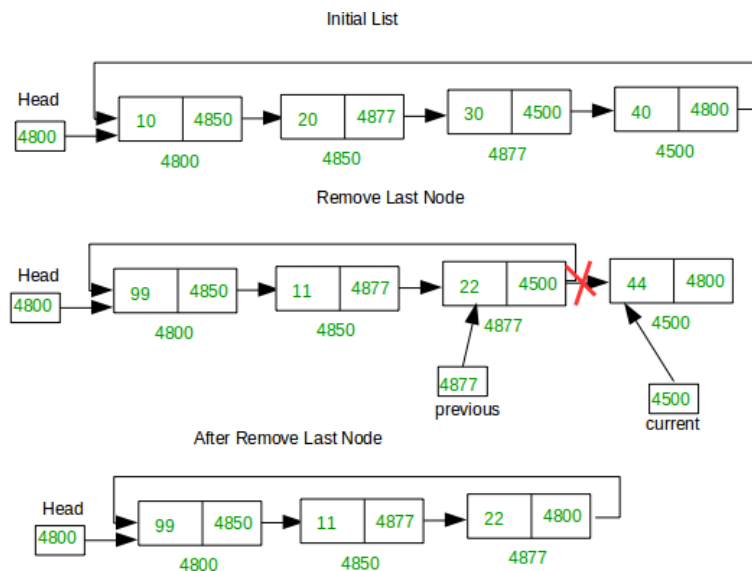 Initial List
Head
4800
10 4850 20 4877 30 4500 40 4800
4800 4850 4877 4500
Remove Last Node
Head
4800
99 4850 11 4877 22 4500 44 4800
4800 4850 4877 4500
4877
previous
4500
current
After Remove Last Node
Head
4800
99 4850 11 4877 22 4800
4800 4850 4877